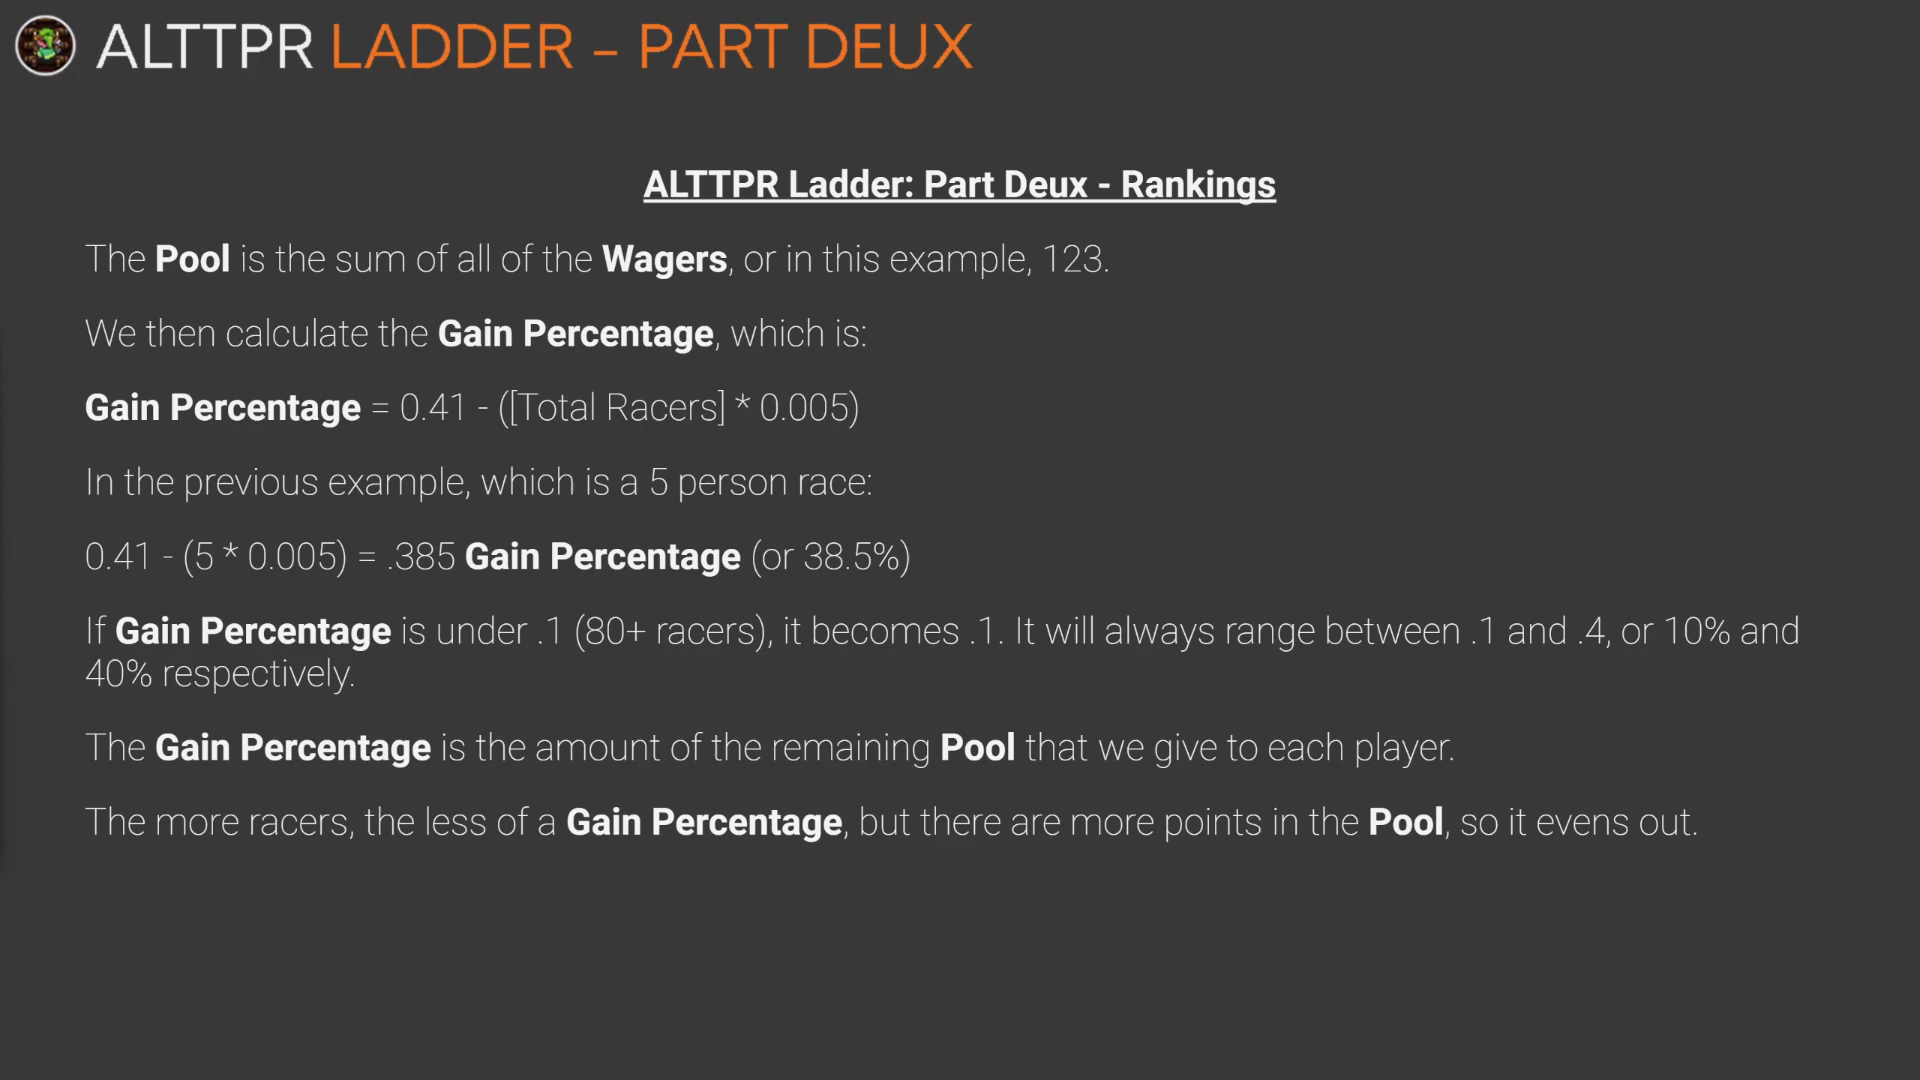 ALTTPR LADDER – PART DEUX
ALTTPR Ladder: Part Deux - Rankings
The Pool is the sum of all of the Wagers, or in this example, 123.
We then calculate the Gain Percentage, which is:
Gain Percentage = 0.41 - ([Total Racers] * 0.005)
In the previous example, which is a 5 person race:
0.41 - (5 * 0.005) = .385 Gain Percentage (or 38.5%)
If Gain Percentage is under .1 (80+ racers), it becomes .1. It will always range between .1 and .4, or 10% and
40% respectively.
The Gain Percentage is the amount of the remaining Pool that we give to each player.
The more racers, the less of a Gain Percentage, but there are more points in the Pool, so it evens out.